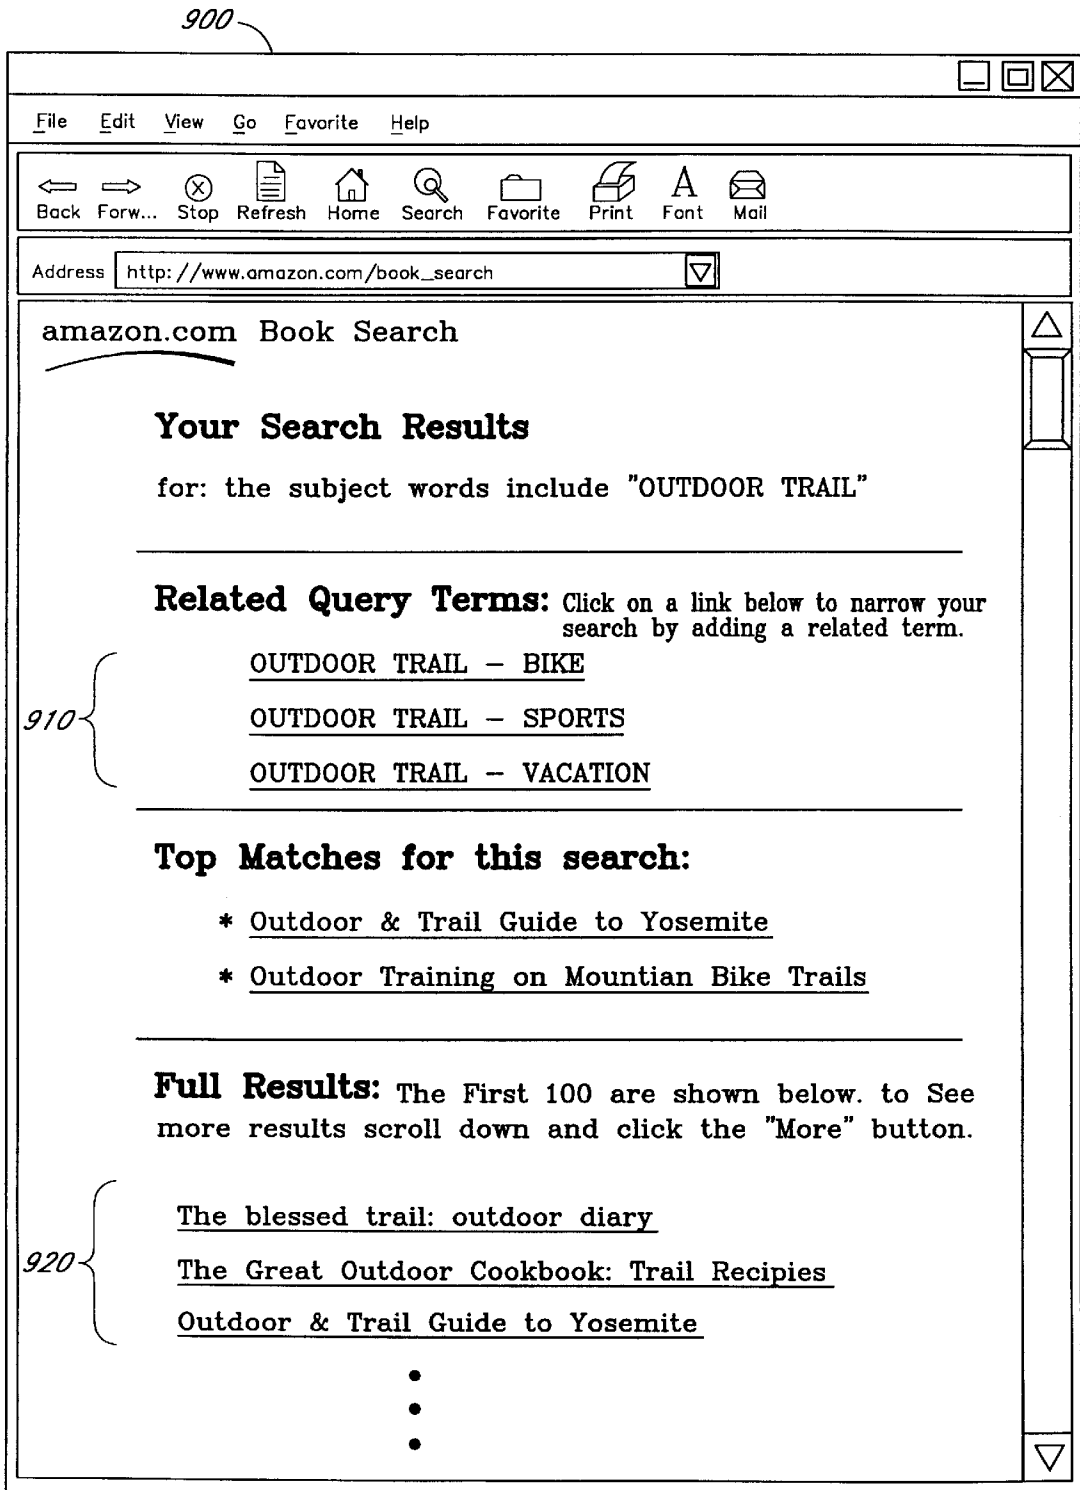 900
File Edit View Go Favorite Help
Back Forw... Stop Refresh Home Search Favorite Print Font Mail
Address http://www.amazon.com/book_search
amazon.com Book Search
Your Search Results
for: the subject words include "OUTDOOR TRAIL"
Related Query Terms: Click on a link below to narrow your
search by adding a related term.
OUTDOOR TRAIL – BIKE
910
OUTDOOR TRAIL – SPORTS
OUTDOOR TRAIL – VACATION
Top Matches for this search:
* Outdoor & Trail Guide to Yosemite
* Outdoor Training on Mountian Bike Trails
Full Results: The First 100 are shown below. to See
more results scroll down and click the "More" button.
The blessed trail: outdoor diary
920
The Great Outdoor Cookbook: Trail Recipies
Outdoor & Trail Guide to Yosemite